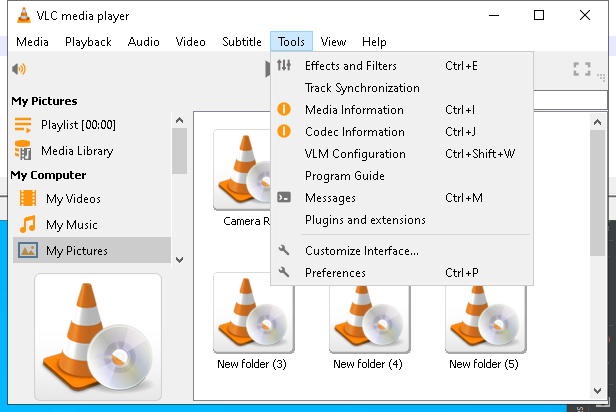 VLC media player
Media Playback Audio Video Subtitle Tools View Help
Effects and Filters Ctrl+E
Track Synchronization
Media Information Ctrl+I
Codec Information Ctrl+J
VLM Configuration Ctrl+Shift+W
Program Guide
Messages Ctrl+M
Plugins and extensions
Customize Interface...
Preferences Ctrl+P
My Pictures
Playlist [00:00]
Media Library
My Computer
My Videos
My Music
My Pictures
Camera R
New folder (3) New folder (4) New folder (5)